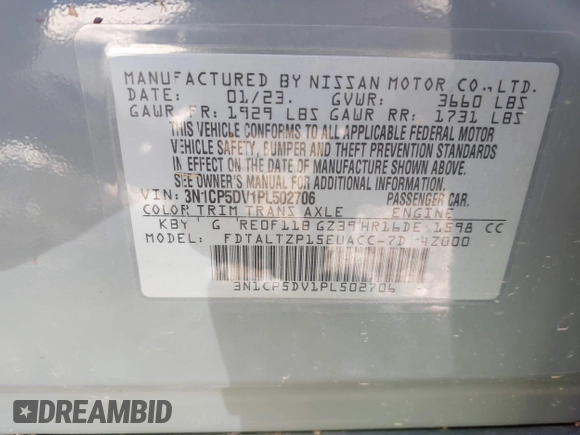 MANUFACTURED BY NISSAN MOTOR CO., LTD.
DATE: 01/23. GVWR: 3660 LBS
GAWR FR: 1929 LBS GAWR RR: 1731 LBS
THIS VEHICLE CONFORMS TO ALL APPLICABLE FEDERAL MOTOR
VEHICLE SAFETY, BUMPER AND THEFT PREVENTION STANDARDS
IN EFFECT ON THE DATE OF MANUFACTURE SHOWN ABOVE.
SEE OWNER'S MANUAL.
VIN: 3N1CP5DV1PL502706 PASSENGER CAR.
COLOR TRIM TRANS AXLE ENGINE
KBY G RE0F11B GZ39 HR16DE 1598 CC
MODEL: FDTALTZP15EUACC-7D 4Z000
3N1CP5DV1PL502706
DREAMBID